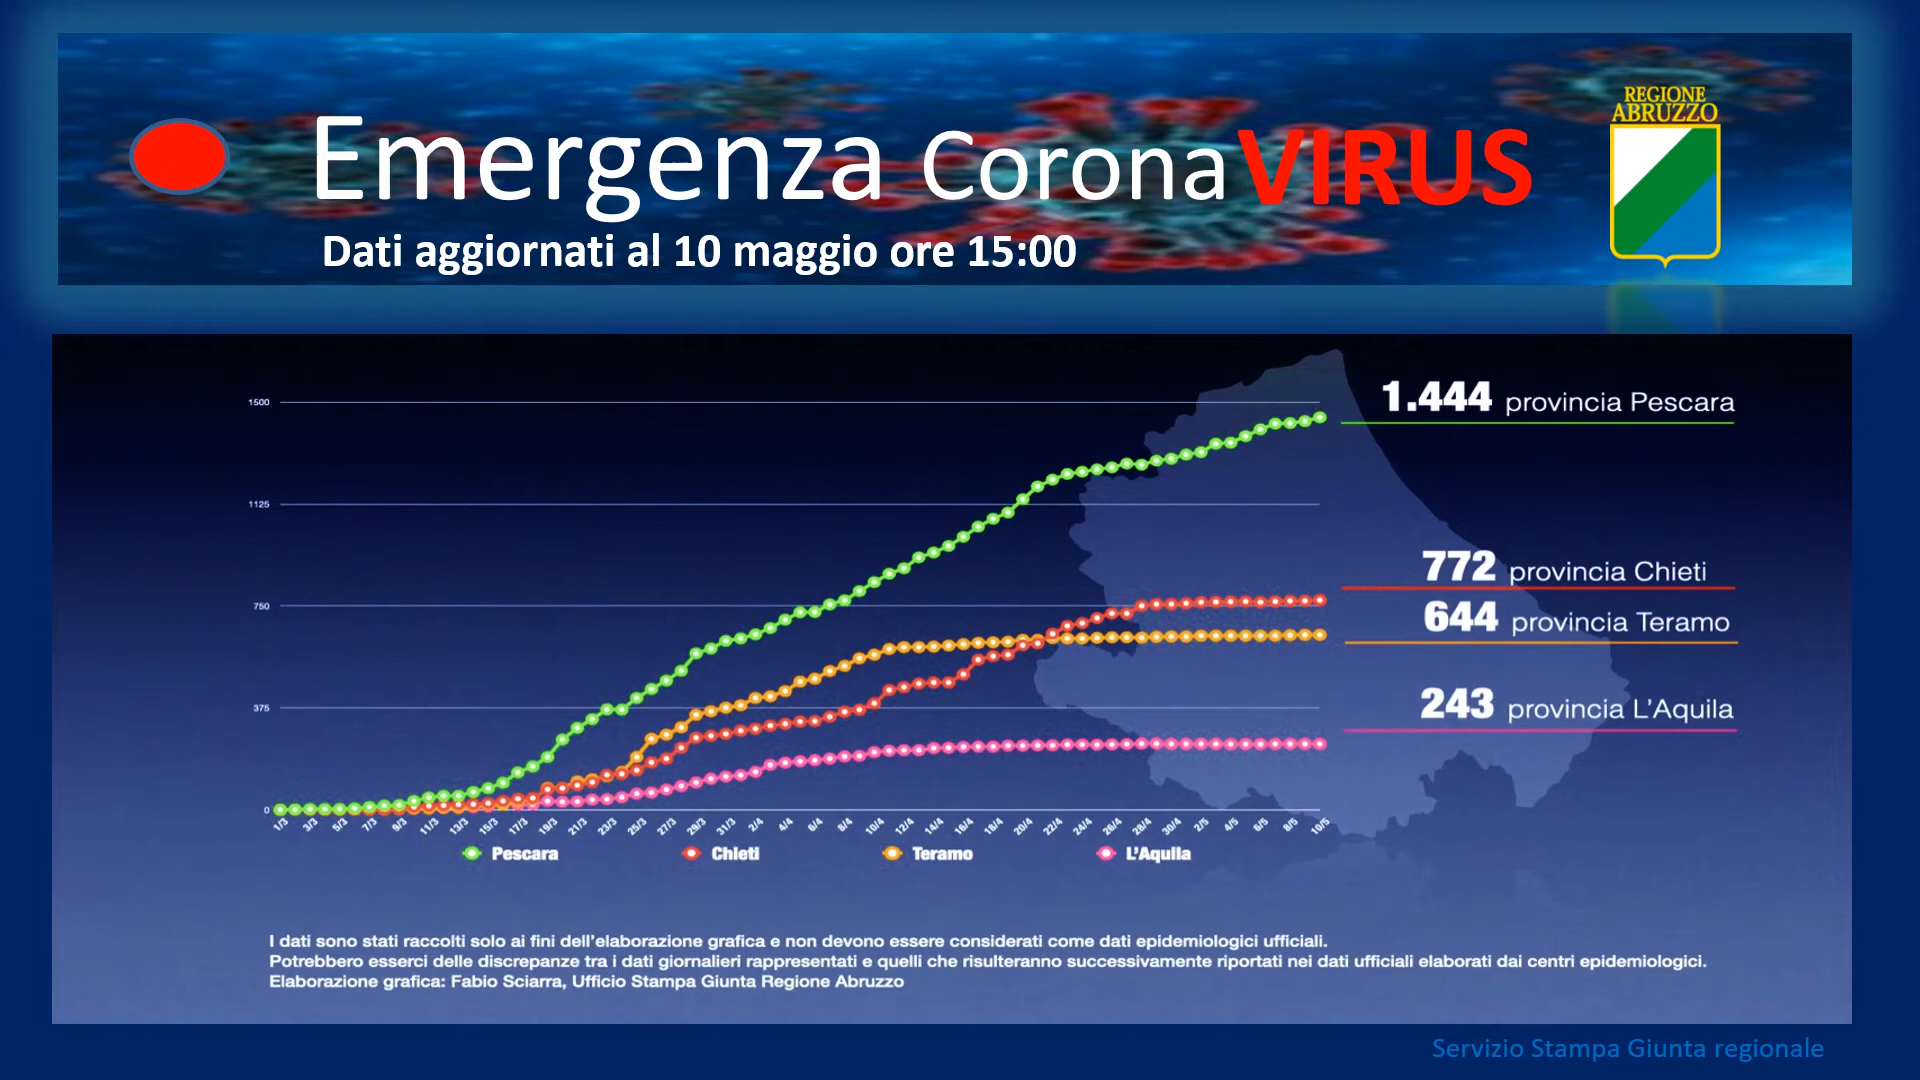 Emergenza CoronaVIRUS
REGIONE
ABRUZZO
Dati aggiornati al 10 maggio ore 15:00
1500
1125
750
375
0
1.444 provincia Pescara
772 provincia Chieti
644 provincia Teramo
243 provincia L'Aquila
1/3 3/3 5/3 7/3 9/3 11/3 13/3 15/3 17/3 19/3 21/3 23/3 25/3 27/3 29/3 31/3 2/4 4/4 6/4 8/4 10/4 12/4 14/4 16/4 18/4 20/4 22/4 24/4 26/4 28/4 30/4 2/5 4/5 6/5 8/5 10/5
Pescara Chieti Teramo L'Aquila
I dati sono stati raccolti solo ai fini dell'elaborazione grafica e non devono essere considerati come dati epidemiologici ufficiali.
Potrebbero esserci delle discrepanze tra i dati giornalieri rappresentati e quelli che risulteranno successivamente riportati nei dati ufficiali elaborati dai centri epidemiologici.
Elaborazione grafica: Fabio Sciarra, Ufficio Stampa Giunta Regione Abruzzo
Servizio Stampa Giunta regionale